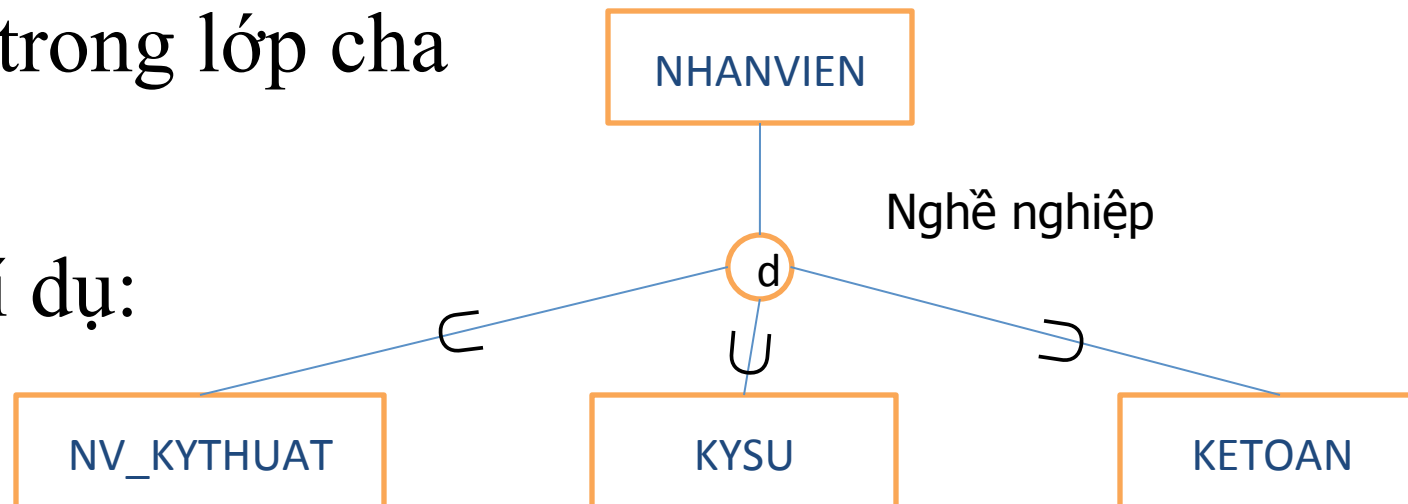 trong lớp cha
NHANVIEN
Nghề nghiệp
d
dụ:
NV_KYTHUAT
KYSU
KETOAN